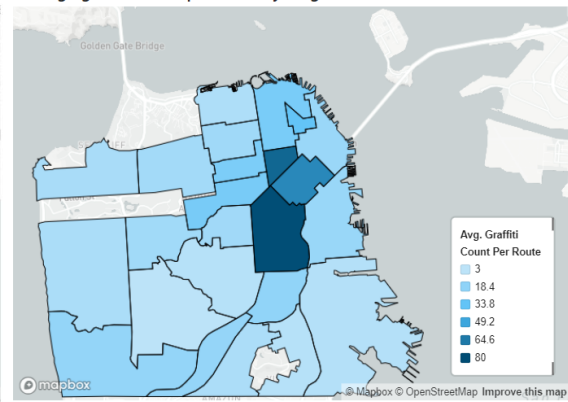 Golden Gate Bridge
Avg. Graffiti
Count Per Route
3
18.4
33.8
49.2
64.6
80
mapbox
© Mapbox © OpenStreetMap Improve this map